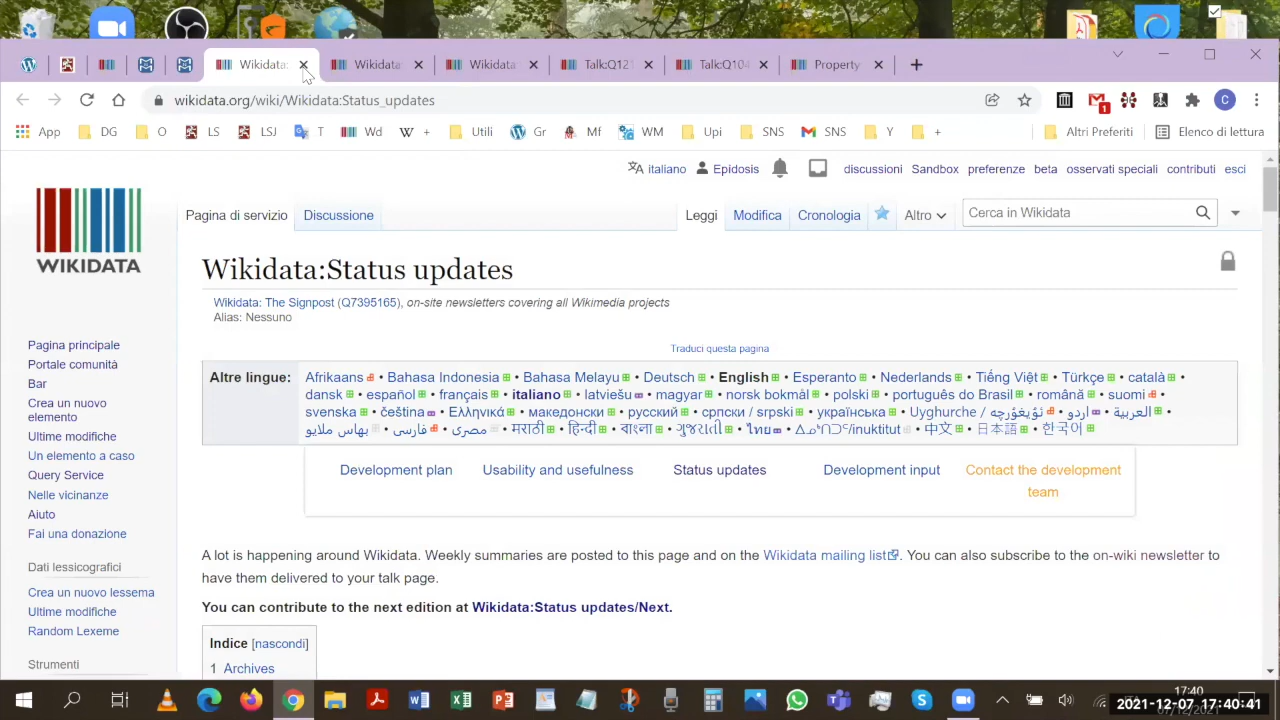 Wikidata:
Wikidata:
Wikidata:
Talk:Q121
Talk:Q104
Property
wikidata.org/wiki/Wikidata:Status_updates
1
C
App DG O LS LSJ T Wd + Utili Gr Mf WM Upi SNS SNS Y + Altri Preferiti Elenco di lettura
italiano Epidosis discussioni Sandbox preferenze beta osservati speciali contributi esci
WIKIDATA
Pagina di servizio Discussione Leggi Modifica Cronologia Altro Cerca in Wikidata
Wikidata:Status updates
Wikidata: The Signpost (Q7395165), on-site newsletters covering all Wikimedia projects
Alias: Nessuno
Traduci questa pagina
Altre lingue: Afrikaans • Bahasa Indonesia • Bahasa Melayu • Deutsch • English • Esperanto • Nederlands • Tiếng Việt • Türkçe • català •
dansk • español • français • italiano • latviešu • magyar • norsk bokmål • polski • português do Brasil • română • suomi •
svenska • čeština • Ελληνικά • македонски • русский • српски / srpski • українська • Uyghurche / ئۇيغۇرچە • اردو • العربية •
بهاس ملايو • فارسی • مصرى • मराठी • हिन्दी • বাংলা • ગુજરાતી • ไทย • ᐃᓄᒃᑎᑐᑦ/inuktitut • 中文 • 日本語 • 한국어
Development plan Usability and usefulness Status updates Development input Contact the development
team
A lot is happening around Wikidata. Weekly summaries are posted to this page and on the Wikidata mailing list. You can also subscribe to the on-wiki newsletter to
have them delivered to your talk page.
You can contribute to the next edition at Wikidata:Status updates/Next.
Indice [nascondi]
1 Archives
Pagina principale
Portale comunità
Bar
Crea un nuovo
elemento
Ultime modifiche
Un elemento a caso
Query Service
Nelle vicinanze
Aiuto
Fai una donazione
Dati lessicografici
Crea un nuovo lessema
Ultime modifiche
Random Lexeme
Strumenti
17:40
2021-12-07 17:40:41